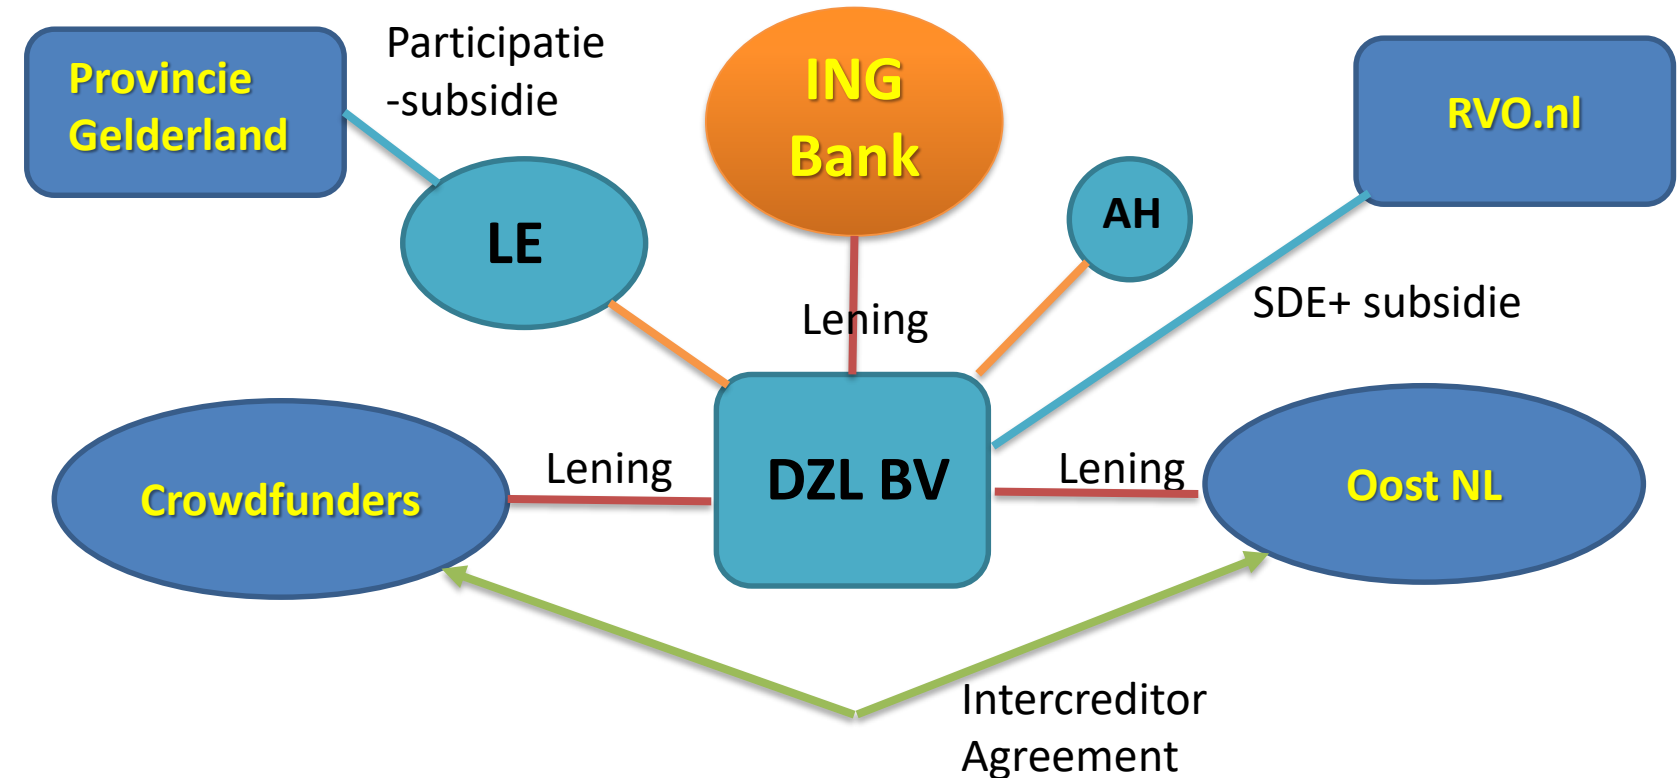 Provincie
Gelderland
Participatie
-subsidie
ING
Bank
RVO.nl
LE
AH
Lening
SDE+ subsidie
Crowdfunders
Lening
DZL BV
Lening
Oost NL
Intercreditor
Agreement